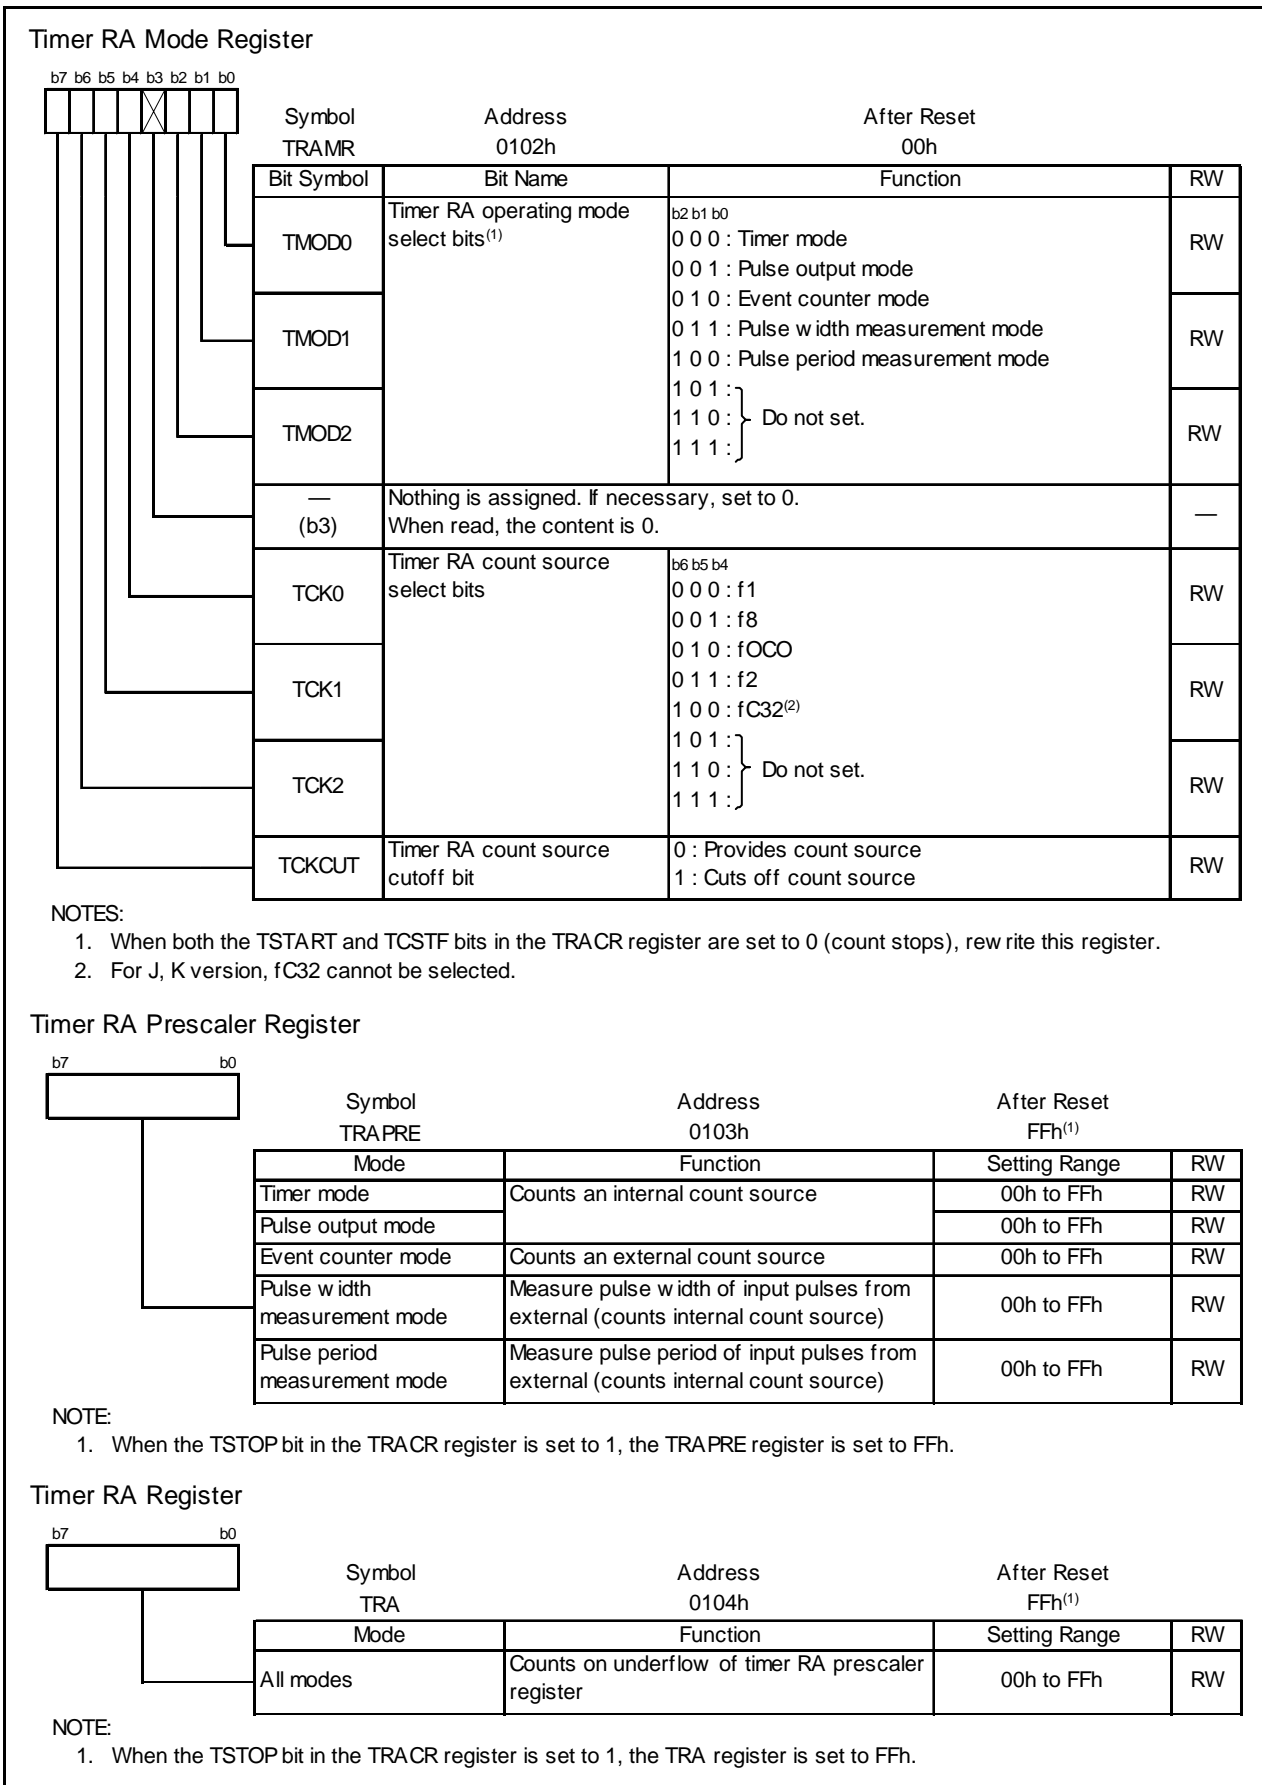 Timer RA Mode Register
b7 b6 b5 b4 b3 b2 b1 b0
Symbol Address After Reset
TRAMR 0102h 00h
Bit Symbol Bit Name Function RW
TMOD0 Timer RA operating mode select bits(1) b2 b1 b0 RW
0 0 0 : Timer mode
0 0 1 : Pulse output mode
0 1 0 : Event counter mode
TMOD1 0 1 1 : Pulse width measurement mode RW
1 0 0 : Pulse period measurement mode
1 0 1 :
TMOD2 1 1 0 : Do not set. RW
1 1 1 :
— Nothing is assigned. If necessary, set to 0. —
(b3) When read, the content is 0.
Timer RA count source b6 b5 b4
TCK0 select bits 0 0 0 : f1 RW
0 0 1 : f8
0 1 0 : fOCO
TCK1 0 1 1 : f2 RW
1 0 0 : fC32(2)
1 0 1 :
TCK2 1 1 0 : Do not set. RW
1 1 1 :
TCKCUT Timer RA count source 0 : Provides count source RW
cutoff bit 1 : Cuts off count source
NOTES:
1. When both the TSTART and TCSTF bits in the TRACR register are set to 0 (count stops), rewrite this register.
2. For J, K version, fC32 cannot be selected.
Timer RA Prescaler Register
b7 b0
Symbol Address After Reset
TRAPRE 0103h FFh(1)
Mode Function Setting Range RW
Timer mode Counts an internal count source 00h to FFh RW
Pulse output mode 00h to FFh RW
Event counter mode Counts an external count source 00h to FFh RW
Pulse width Measure pulse width of input pulses from 00h to FFh RW
measurement mode external (counts internal count source)
Pulse period Measure pulse period of input pulses from 00h to FFh RW
measurement mode external (counts internal count source)
NOTE:
1. When the TSTOP bit in the TRACR register is set to 1, the TRAPRE register is set to FFh.
Timer RA Register
b7 b0
Symbol Address After Reset
TRA 0104h FFh(1)
Mode Function Setting Range RW
All modes Counts on underflow of timer RA prescaler 00h to FFh RW
register
NOTE:
1. When the TSTOP bit in the TRACR register is set to 1, the TRA register is set to FFh.